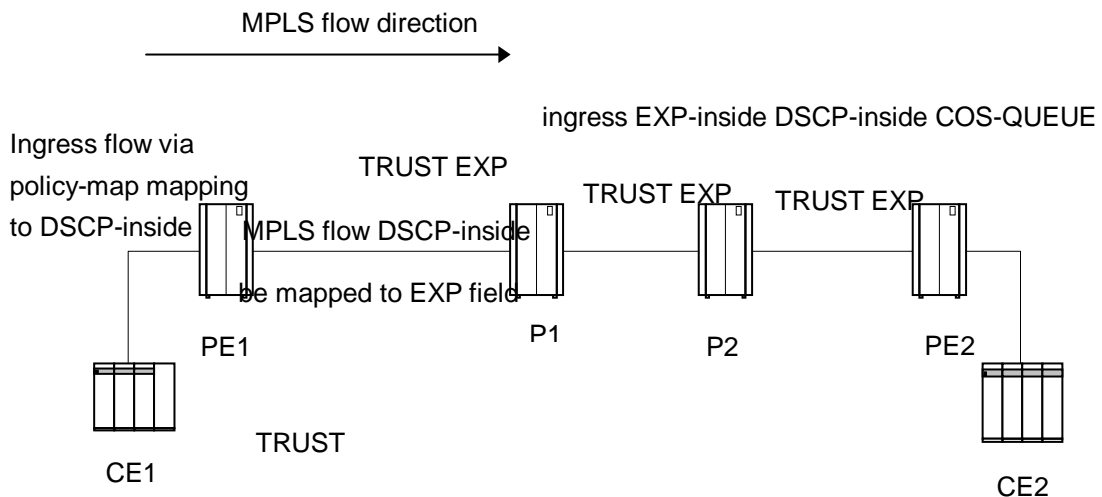 MPLS flow direction
ingress EXP-inside DSCP-inside COS-QUEUE
Ingress flow via
policy-map mapping
to DSCP-inside
TRUST EXP
TRUST EXP
TRUST EXP
MPLS flow DSCP-inside
be mapped to EXP field
PE1
P1
P2
PE2
TRUST
CE1
CE2